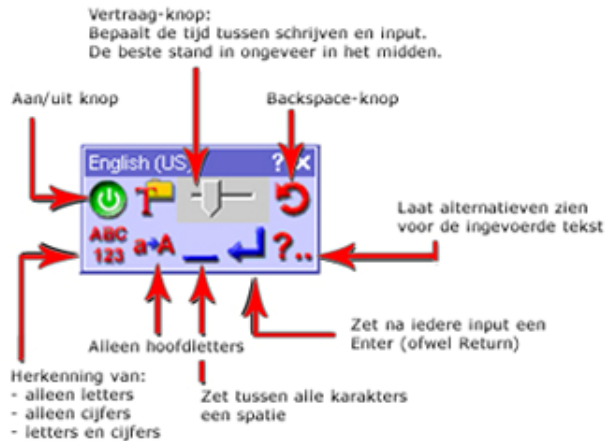 Vertraag-knop:
Bepaalt de tijd tussen schrijven en input.
De beste stand in ongeveer in het midden.
Aan/uit knop
Backspace-knop
English (US) ? X
T
ABC
123
a→A
?..
Laat alternatieven zien
voor de ingevoerde tekst
Alleen hoofdletters
Zet na iedere input een
Enter (ofwel Return)
Herkenning van:
- alleen letters
- alleen cijfers
- letters en cijfers
Zet tussen alle karakters
een spatie